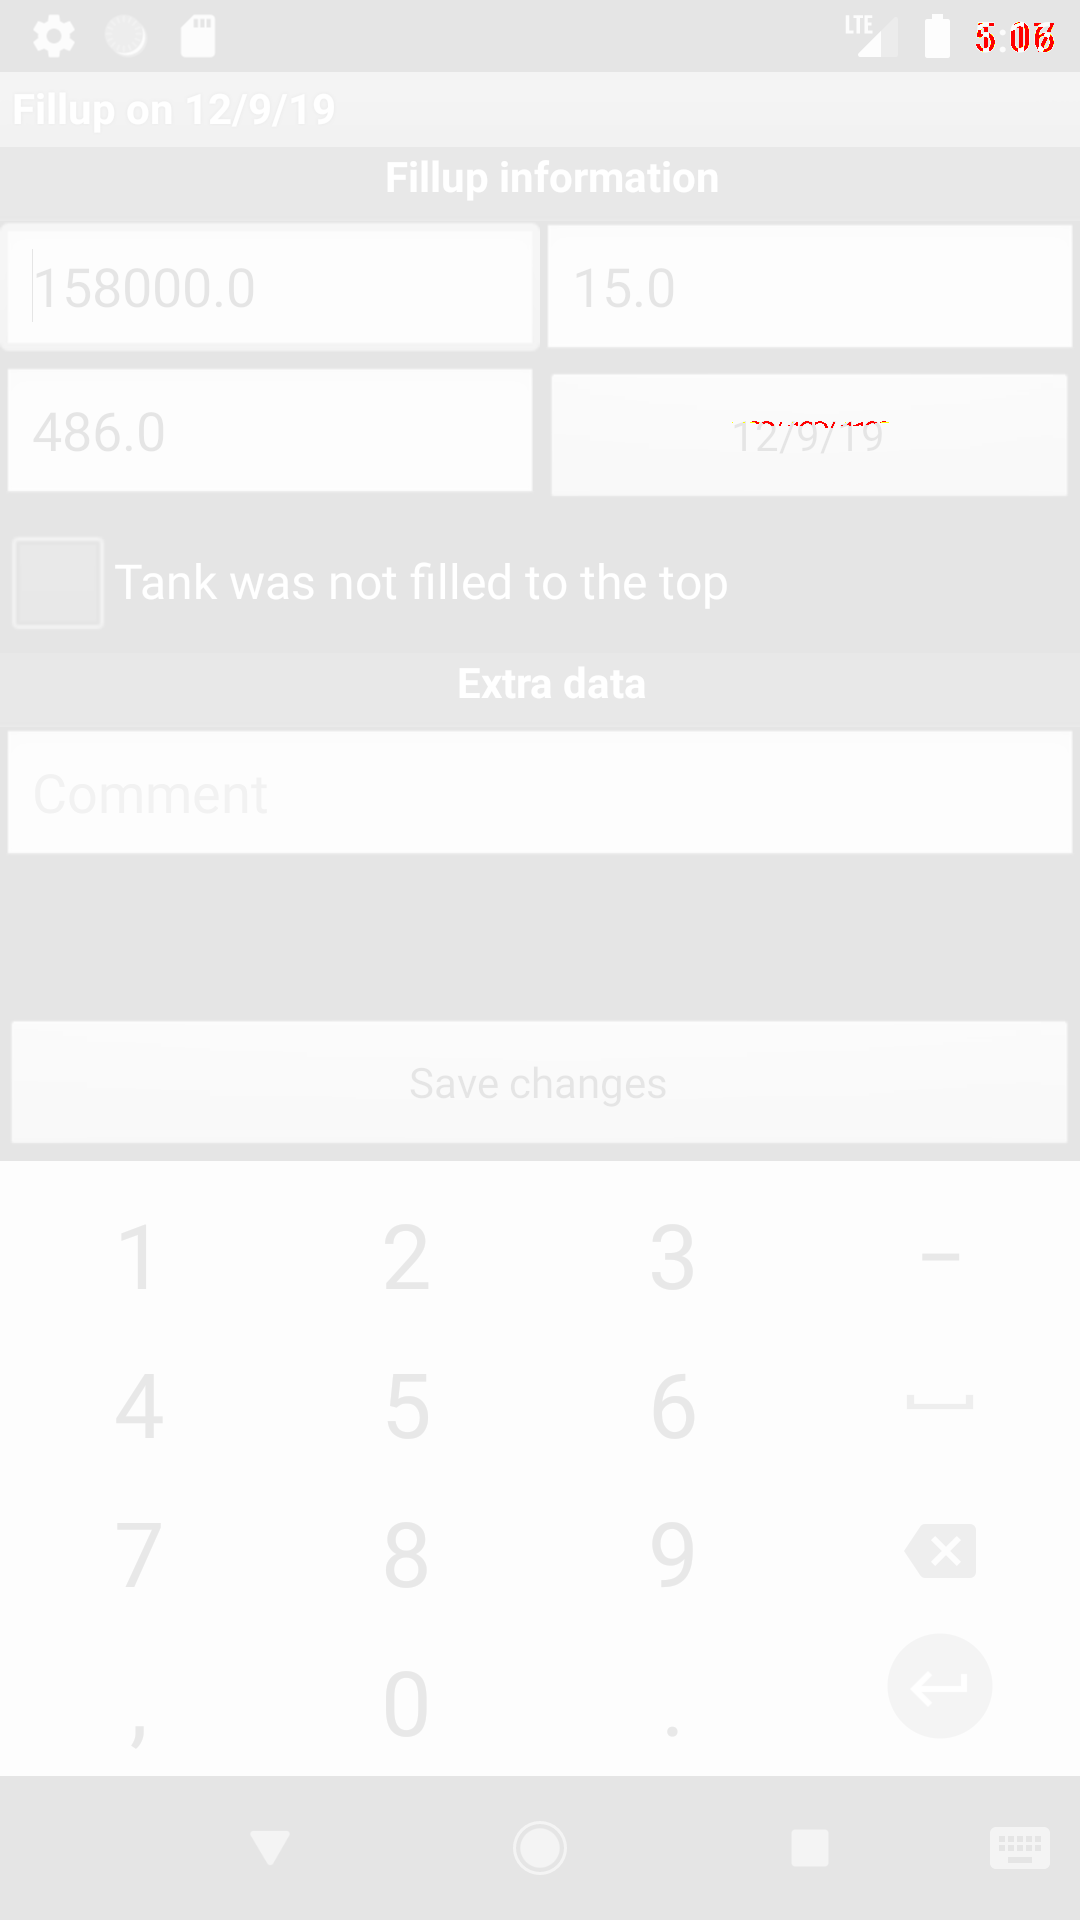 LTE
Fillup on 12/9/19
Fillup information
158000.0 15.0
486.0 12/9/19
Tank was not filled to the top
Extra data
Comment
Save changes
1 2 3 –
4 5 6
7 8 9
, 0 .